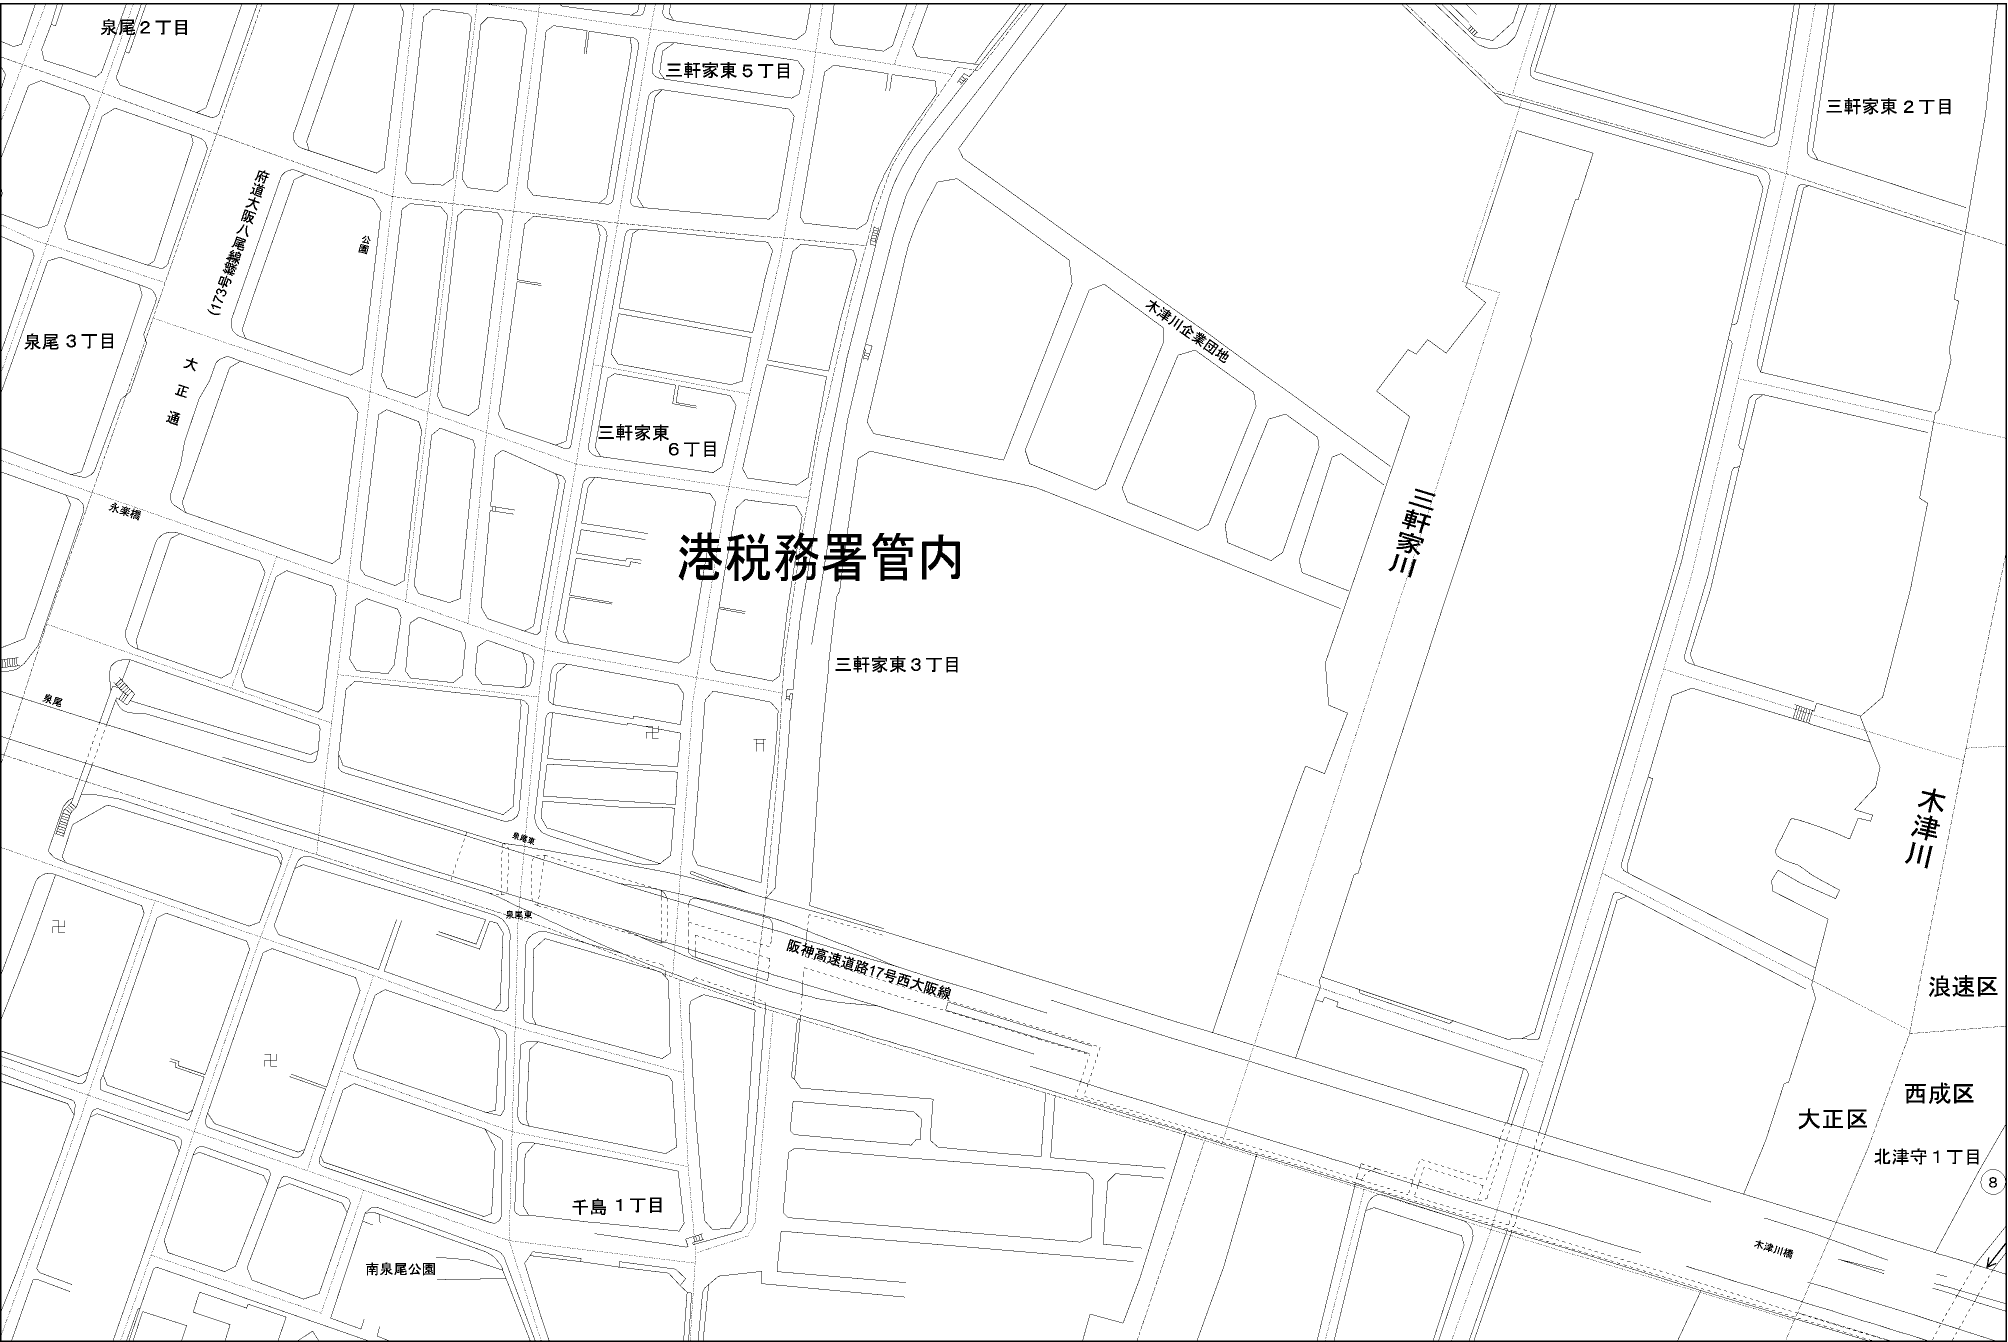 泉尾２丁目
三軒家東５丁目
三軒家東２丁目
府道大阪八尾線
(173号線)
公園
泉尾３丁目
大正通
木津川企業団地
三軒家東
６丁目
永楽橋
三軒家川
港税務署管内
三軒家東３丁目
泉尾
木津川
泉尾東
泉尾東
阪神高速道路17号西大阪線
浪速区
西成区
大正区
北津守１丁目
8
千島１丁目
南泉尾公園
木津川橋